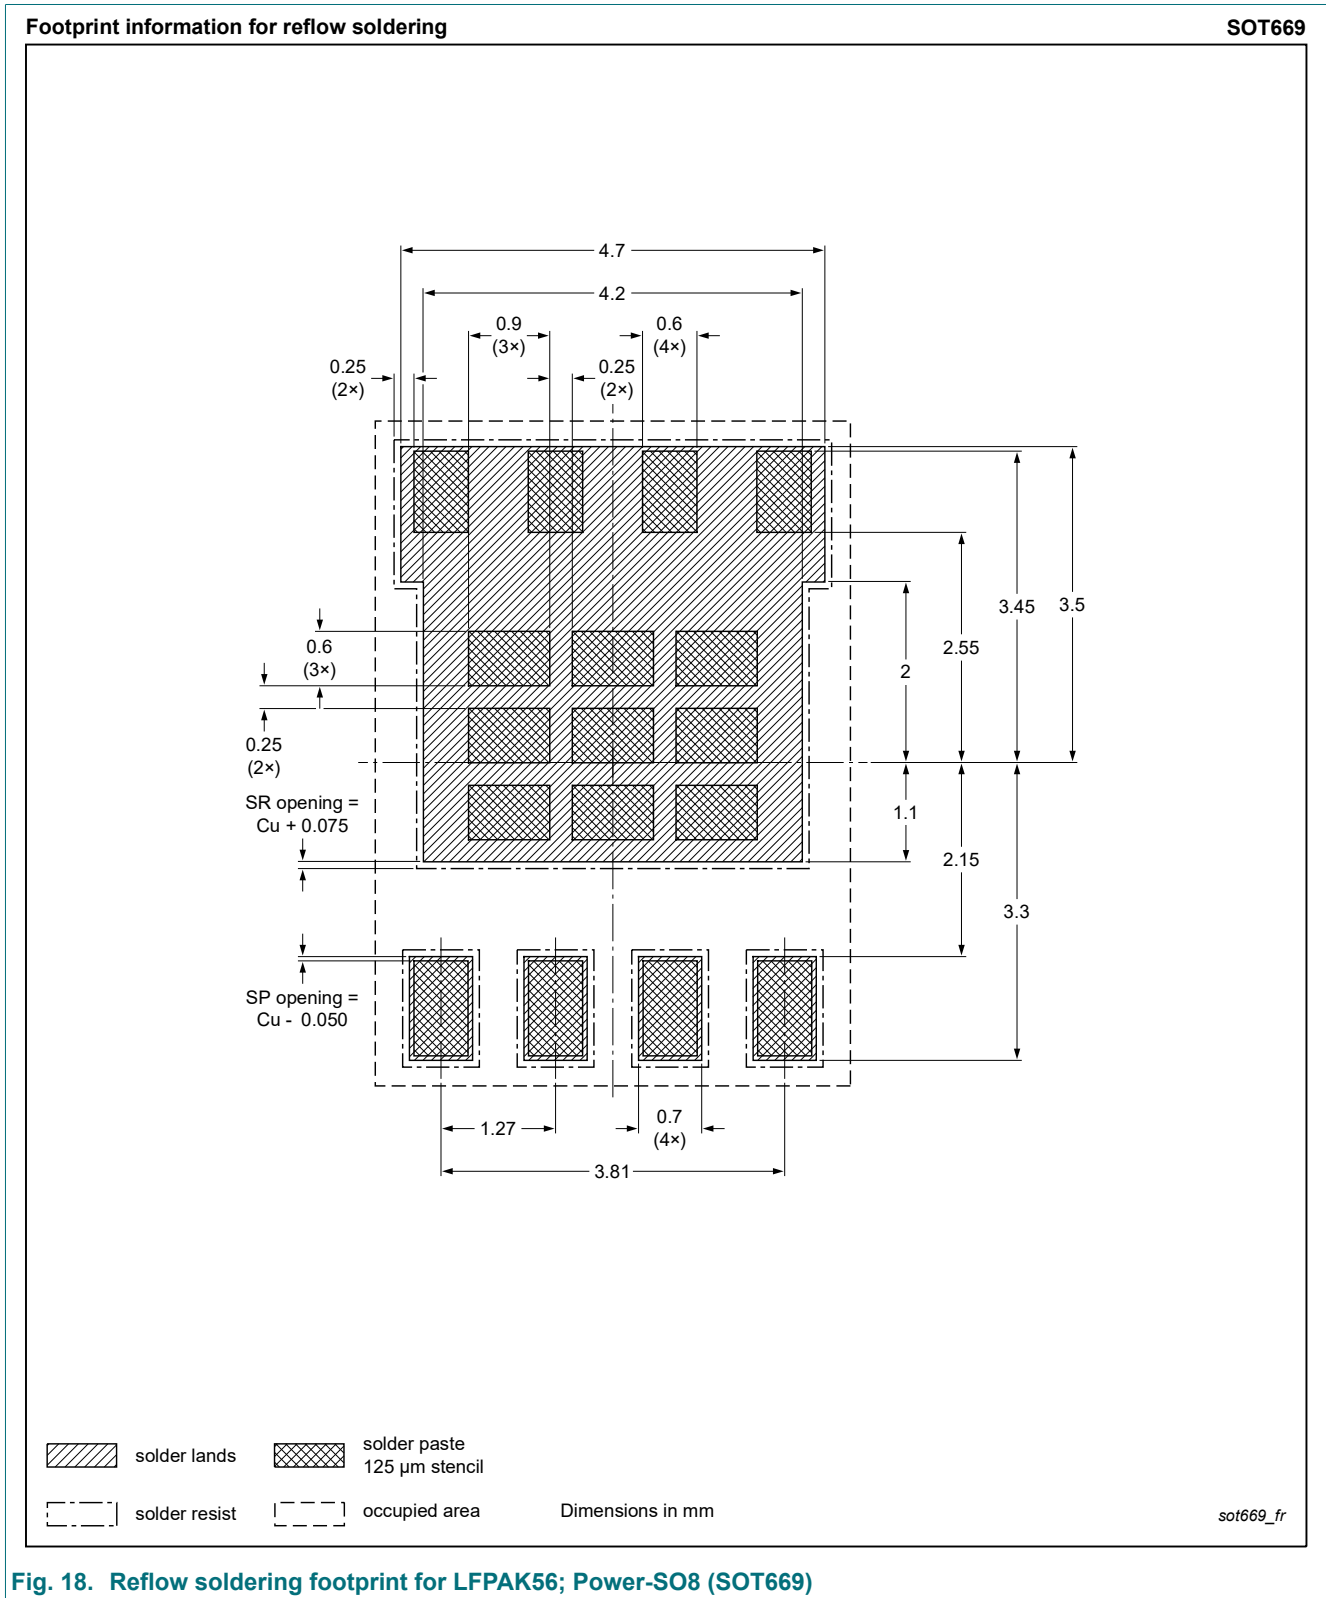 Footprint information for reflow soldering
SOT669
4.7
4.2
0.9
(3×)
0.6
(4×)
0.25
(2×)
0.25
(2×)
3.45
3.5
0.6
(3×)
2.55
2
0.25
(2×)
SR opening =
Cu + 0.075
1.1
2.15
3.3
SP opening =
Cu - 0.050
1.27
0.7
(4×)
3.81
solder lands
solder paste
125 µm stencil
solder resist
occupied area
Dimensions in mm
sot669_fr
Fig. 18. Reflow soldering footprint for LFPAK56; Power-SO8 (SOT669)